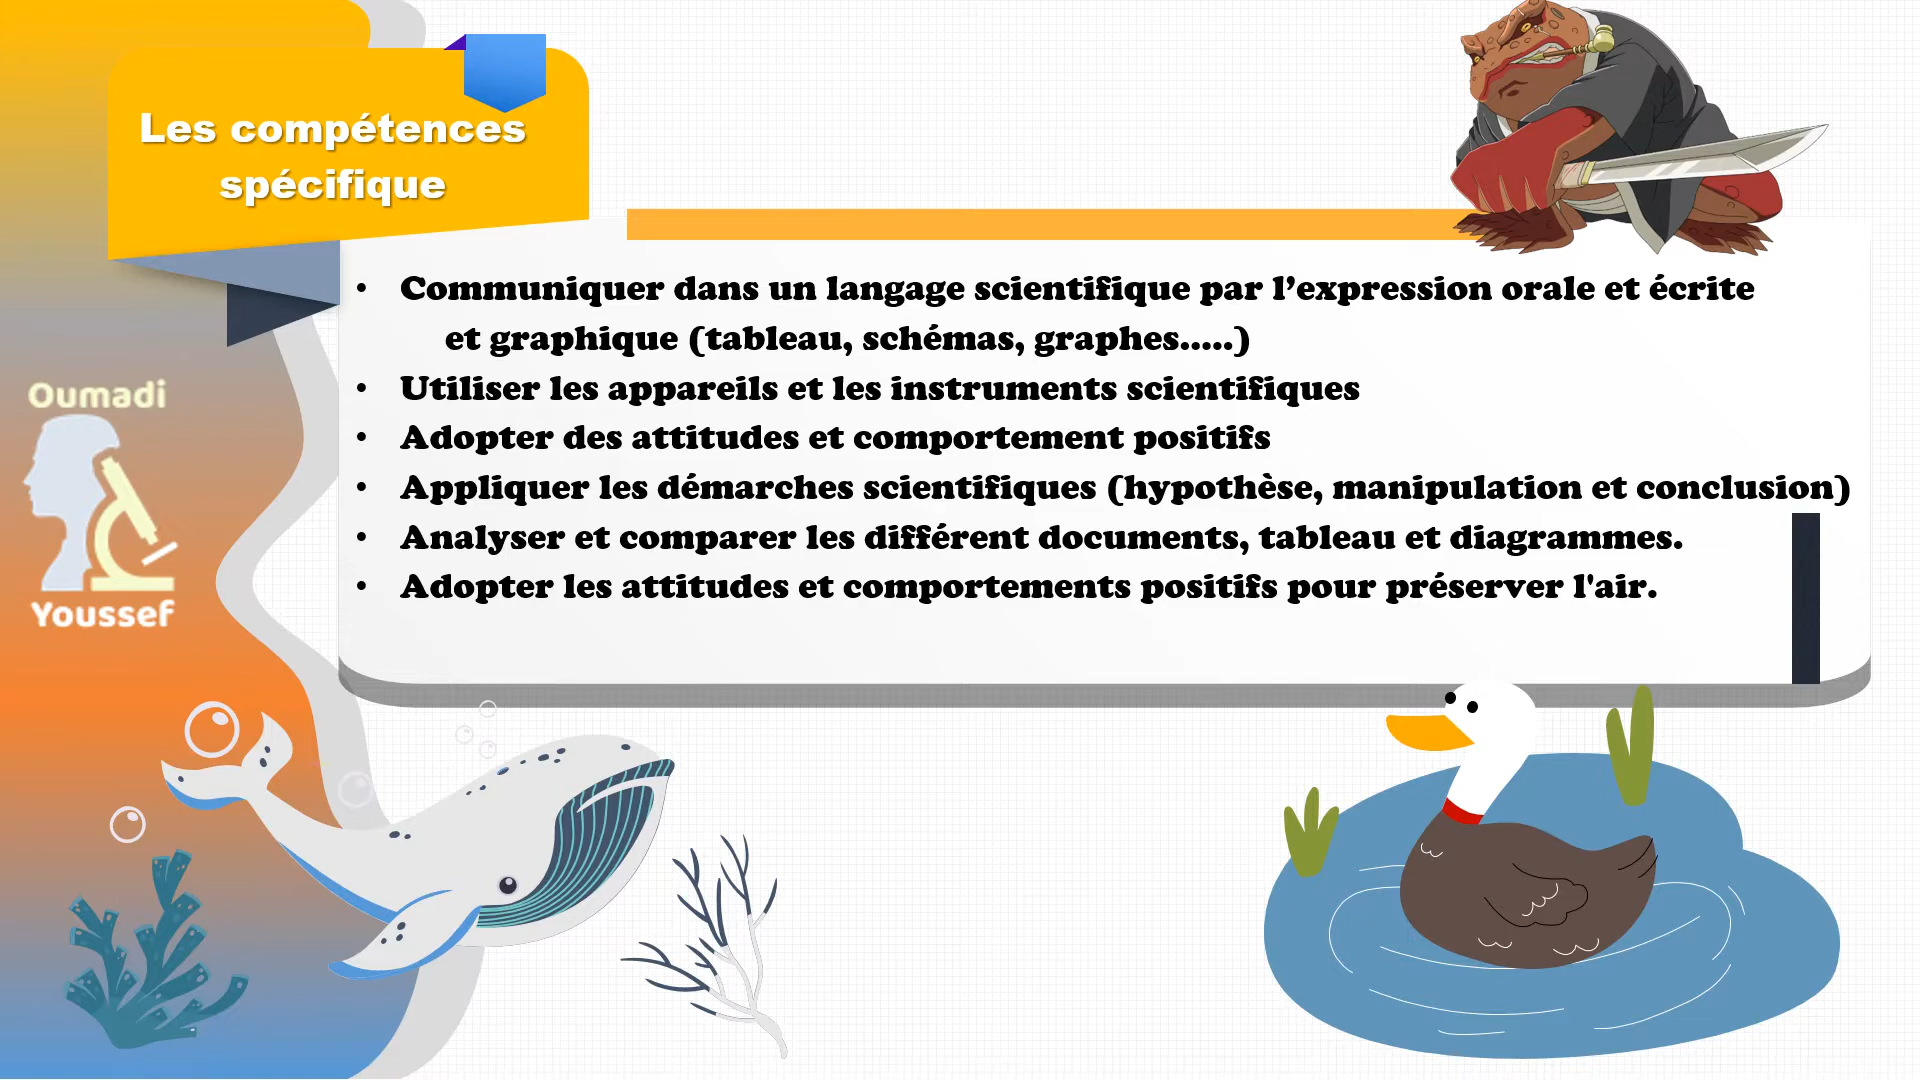 Les compétences
spécifique
• Communiquer dans un langage scientifique par l’expression orale et écrite
et graphique (tableau, schémas, graphes.....)
• Utiliser les appareils et les instruments scientifiques
• Adopter des attitudes et comportement positifs
• Appliquer les démarches scientifiques (hypothèse, manipulation et conclusion)
• Analyser et comparer les différent documents, tableau et diagrammes.
• Adopter les attitudes et comportements positifs pour préserver l'air.
Oumadi
Youssef